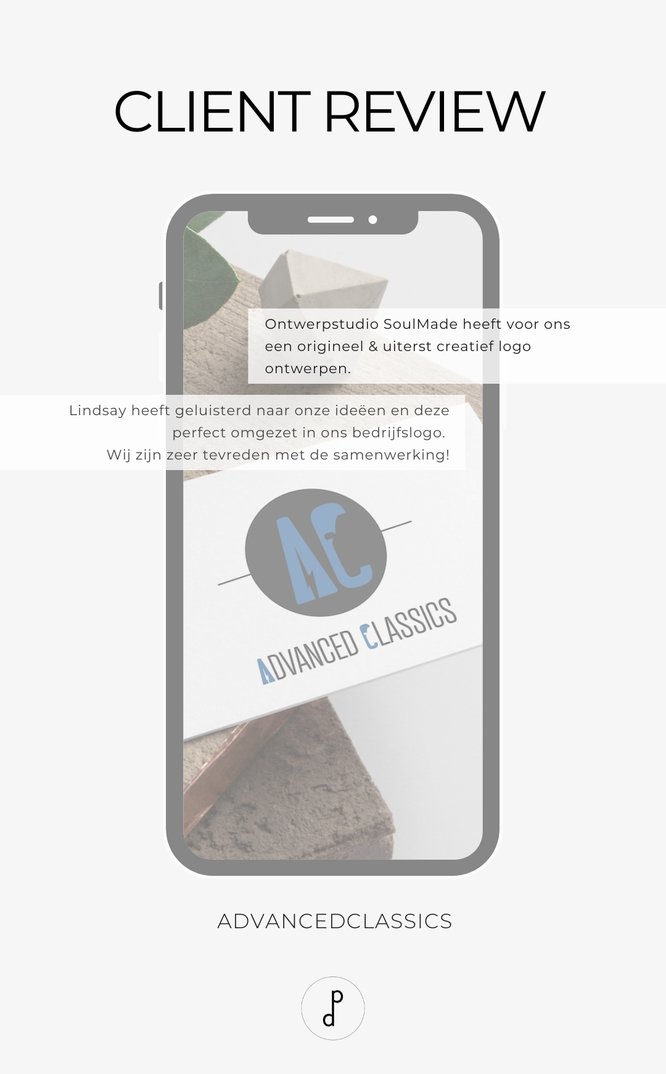 CLIENT REVIEW
Ontwerpstudio SoulMade heeft voor ons
een origineel & uiterst creatief logo
ontwerpen.
Lindsay heeft geluisterd naar onze ideëen en deze
perfect omgezet in ons bedrijfslogo.
Wij zijn zeer tevreden met de samenwerking!
AC
ADVANCED CLASSICS
ADVANCEDCLASSICS